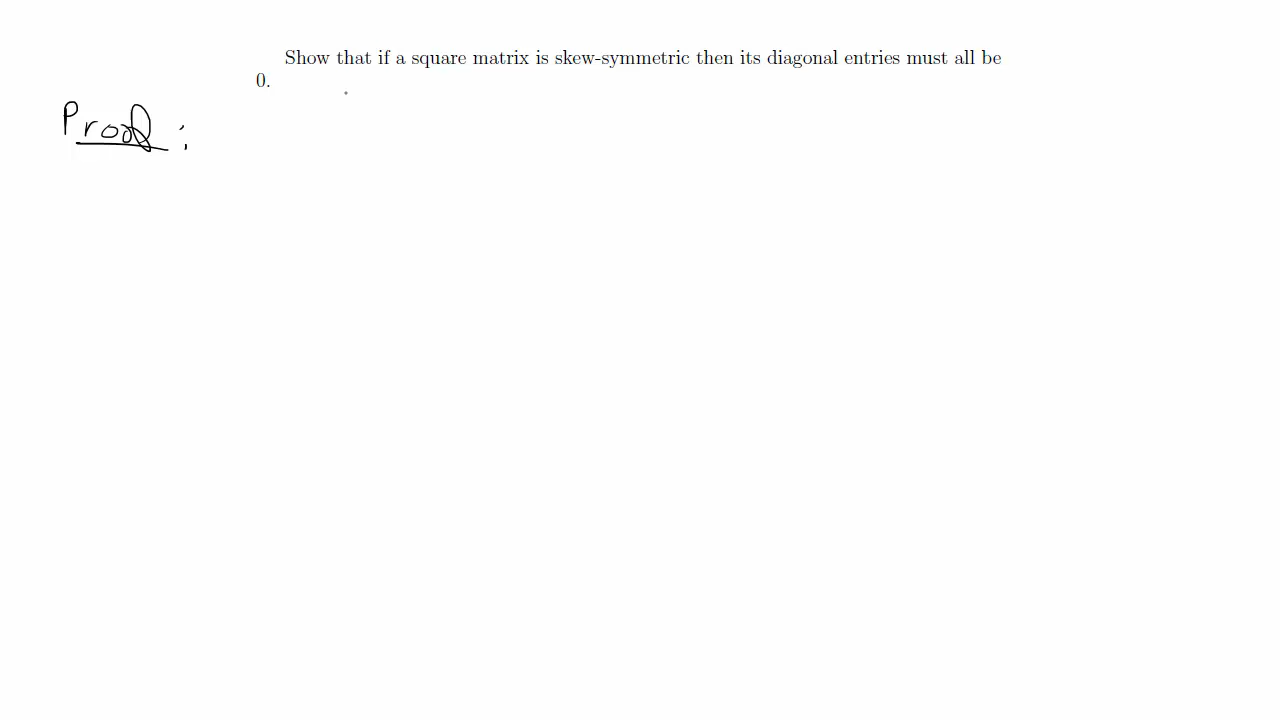 Show that if a square matrix is skew-symmetric then its diagonal entries must all be
0.
Proof: